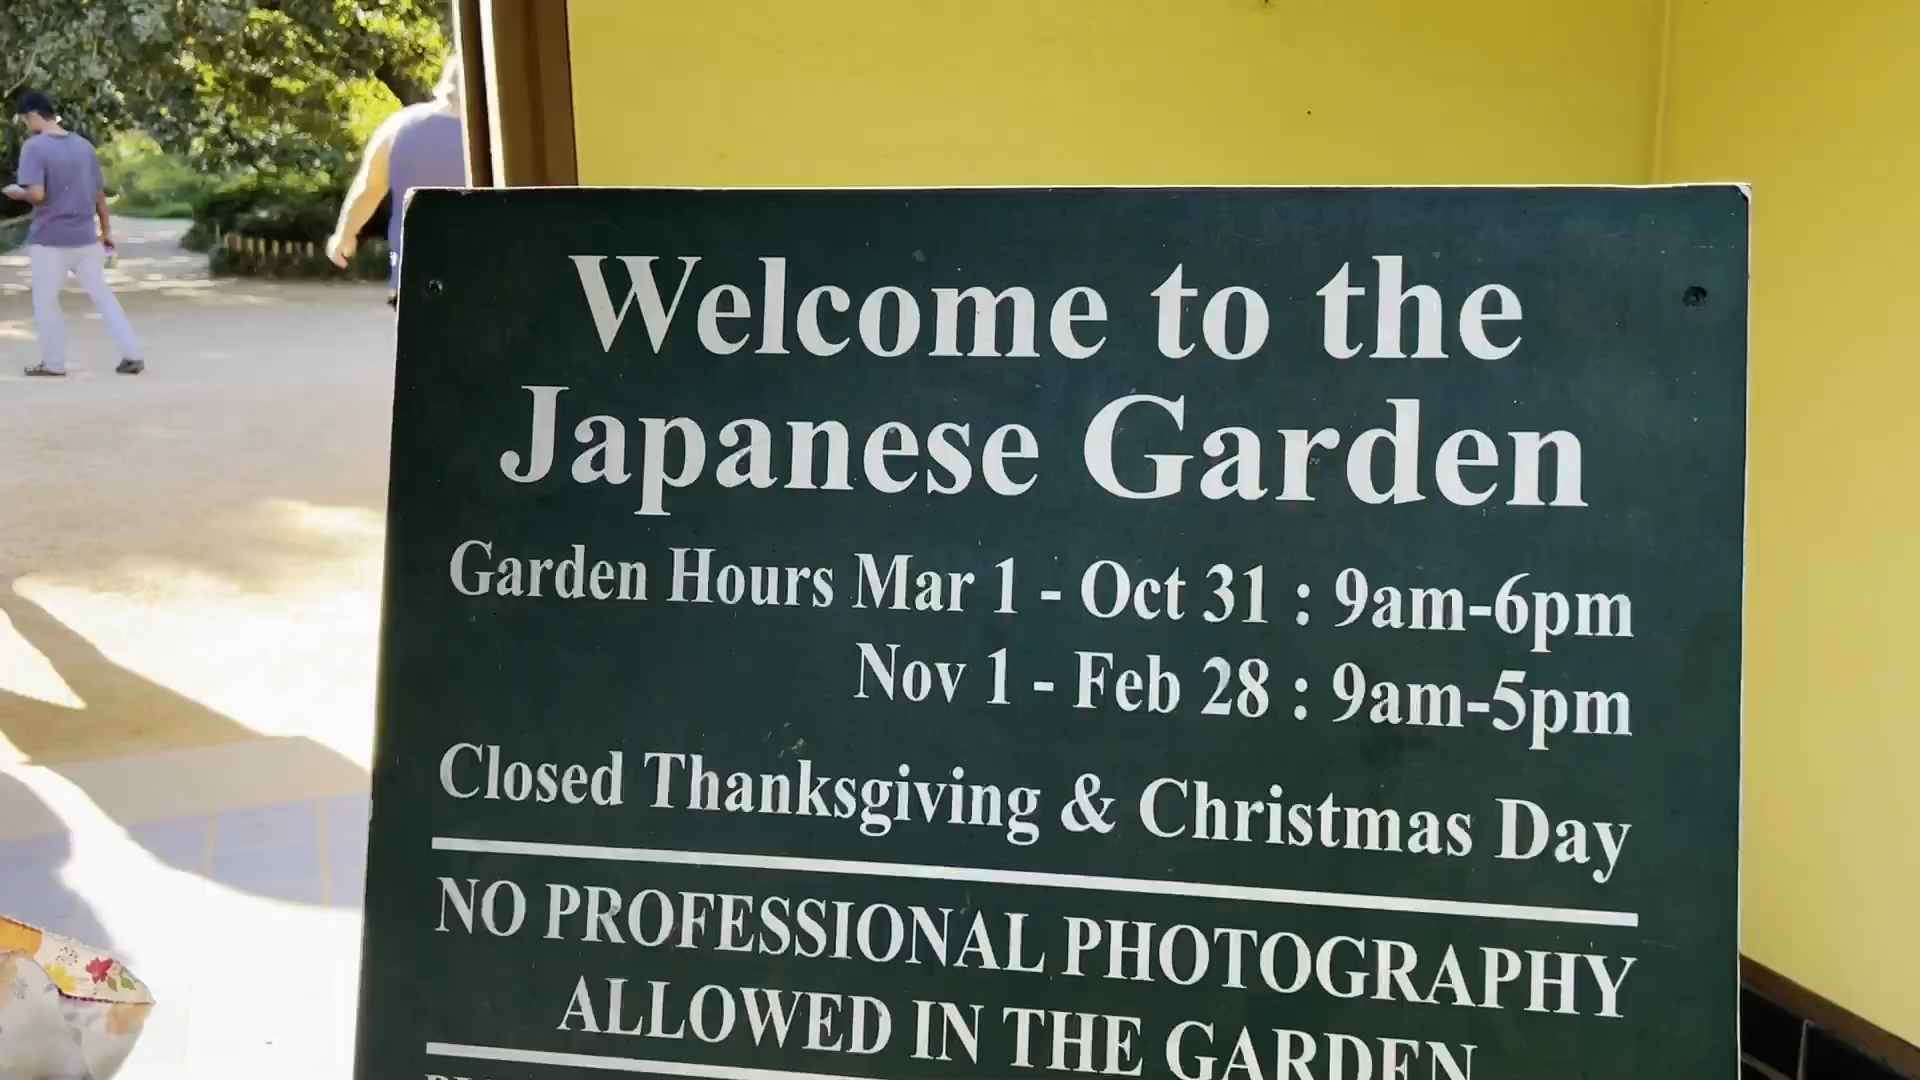 Welcome to the
Japanese Garden
Garden Hours Mar 1 - Oct 31 : 9am-6pm
Nov 1 - Feb 28 : 9am-5pm
Closed Thanksgiving & Christmas Day
NO PROFESSIONAL PHOTOGRAPHY
ALLOWED IN THE GARDEN